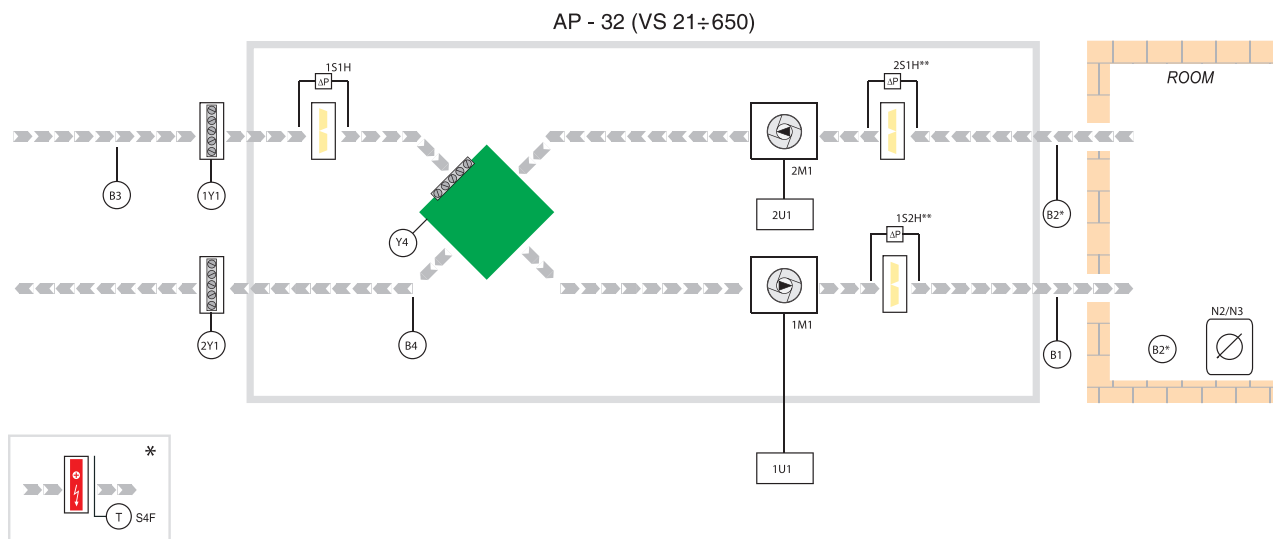 AP - 32 (VS 21÷650)
1S1H
ΔP
2S1H**
ΔP
ROOM
B3
1Y1
2M1
2U1
B2*
Y4
1S2H**
ΔP
2Y1
B4
1M1
B1
B2*
N2/N3
1U1
*
T
S4F